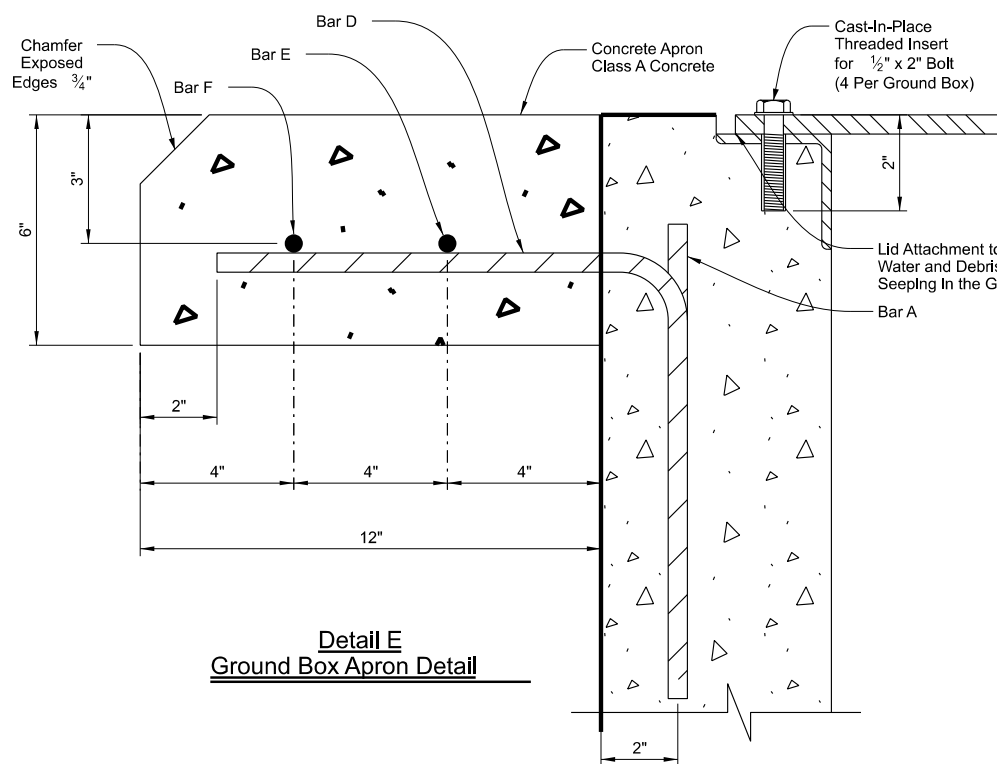 Bar D
Cast-In-Place
Threaded Insert
for ½" x 2" Bolt
(4 Per Ground Box)
Chamfer
Exposed
Edges ¾"
Bar E
Concrete Apron
Class A Concrete
Bar F
3"
6"
2"
Lid Attachment to
Water and Debris
Seeping In the G
Bar A
2"
4"
4"
4"
12"
Detail E
Ground Box Apron Detail
2"